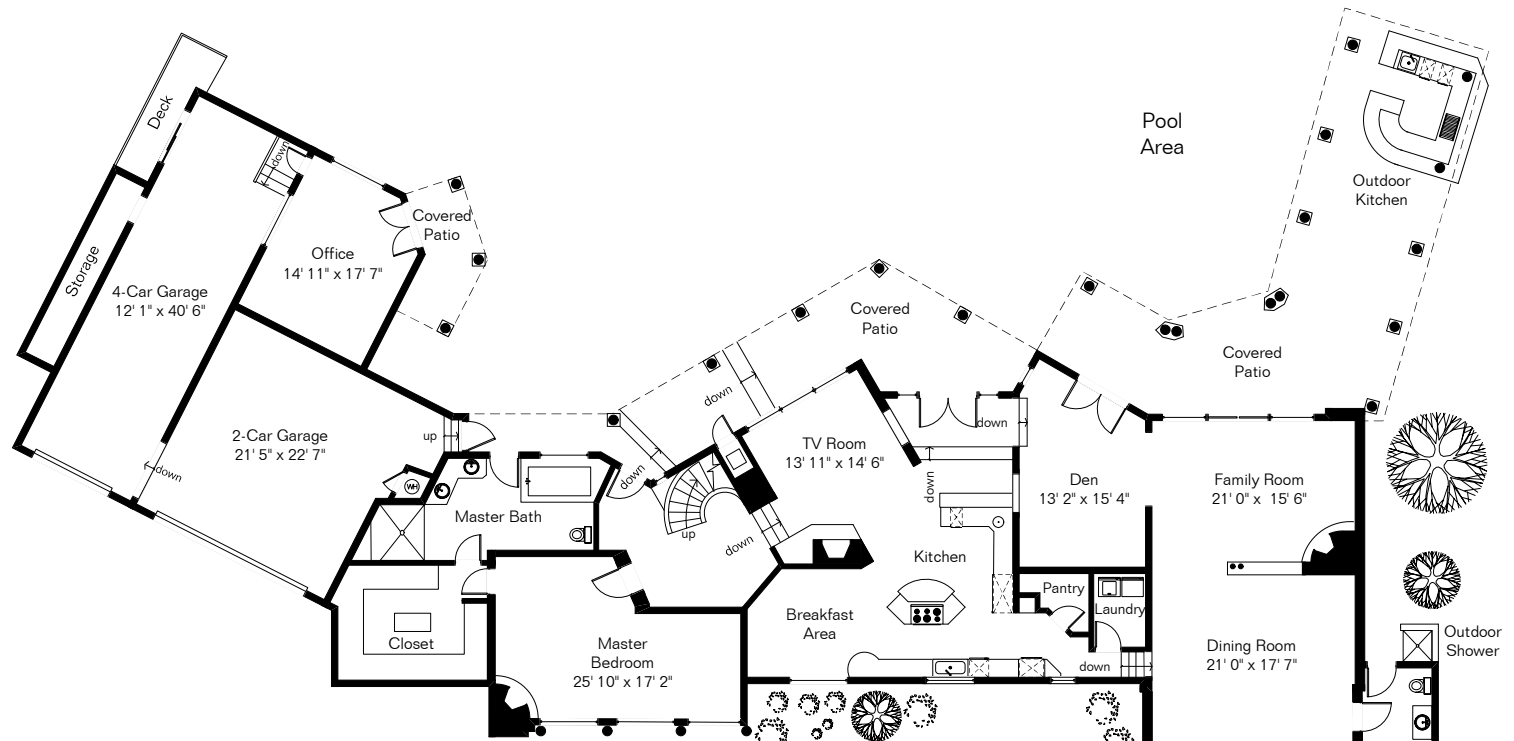 Deck
Storage
4-Car Garage
12' 1" x 40' 6"
down
Office
14' 11" x 17' 7"
Covered
Patio
2-Car Garage
21' 5" x 22' 7"
down
up
WH
Master Bath
Closet
Master
Bedroom
25' 10" x 17' 2"
down
up
down
down
Covered
Patio
TV Room
13' 11" x 14' 6"
down
down
Kitchen
Breakfast
Area
Den
13' 2" x 15' 4"
Pantry
Laundry
down
Pool
Area
Outdoor
Kitchen
Covered
Patio
Family Room
21' 0" x 15' 6"
Dining Room
21' 0" x 17' 7"
Outdoor
Shower